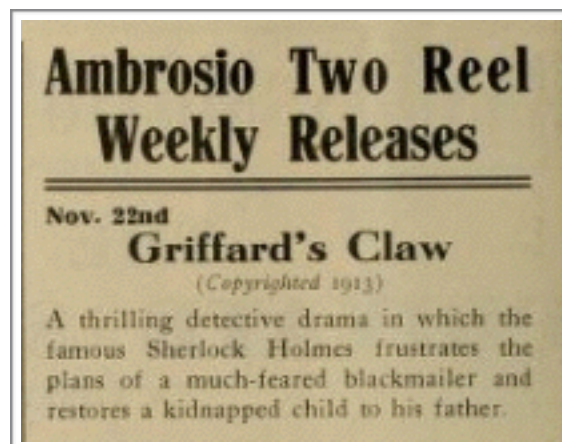 Ambrosio Two Reel
Weekly Releases
Nov. 22nd
Griffard's Claw
(Copyrighted 1913)
A thrilling detective drama in which the
famous Sherlock Holmes frustrates the
plans of a much-feared blackmailer and
restores a kidnapped child to his father.